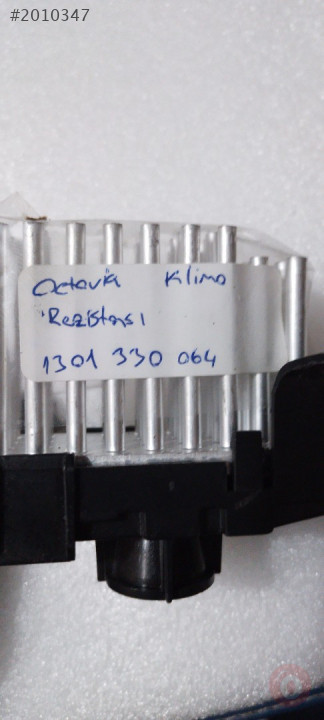 #2010347
Octavia Klima
Rezistansı
1301 330 064